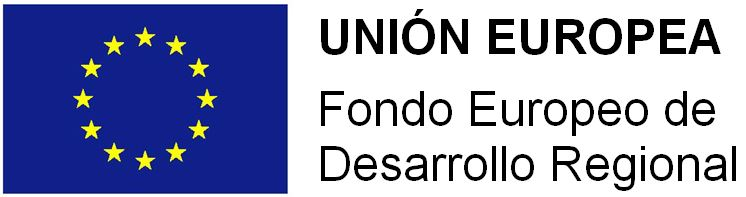 UNIÓN EUROPEA
Fondo Europeo de
Desarrollo Regional